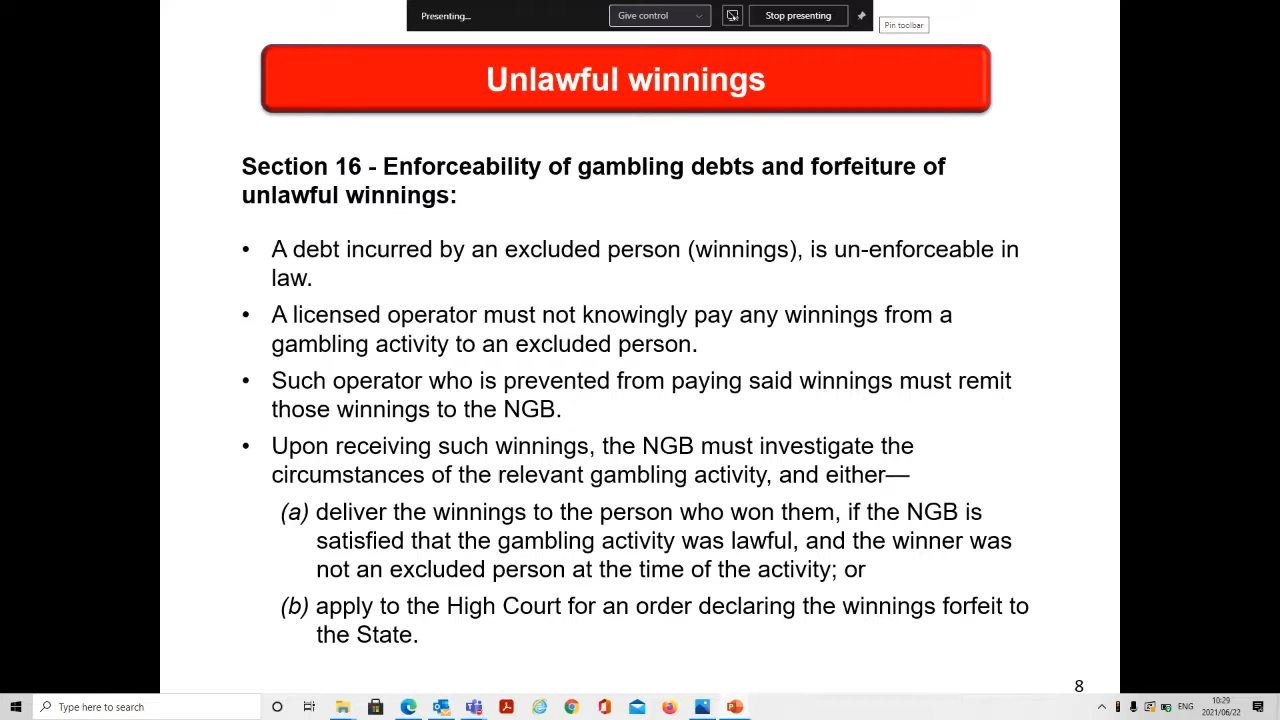 Presenting...
Give control
Stop presenting
Pin toolbar
Unlawful winnings
Section 16 - Enforceability of gambling debts and forfeiture of
unlawful winnings:
• A debt incurred by an excluded person (winnings), is un-enforceable in
law.
• A licensed operator must not knowingly pay any winnings from a
gambling activity to an excluded person.
• Such operator who is prevented from paying said winnings must remit
those winnings to the NGB.
• Upon receiving such winnings, the NGB must investigate the
circumstances of the relevant gambling activity, and either—
(a) deliver the winnings to the person who won them, if the NGB is
satisfied that the gambling activity was lawful, and the winner was
not an excluded person at the time of the activity; or
(b) apply to the High Court for an order declaring the winnings forfeit to
the State.
8
Type here to search
ENG
10:29
2021/06/22